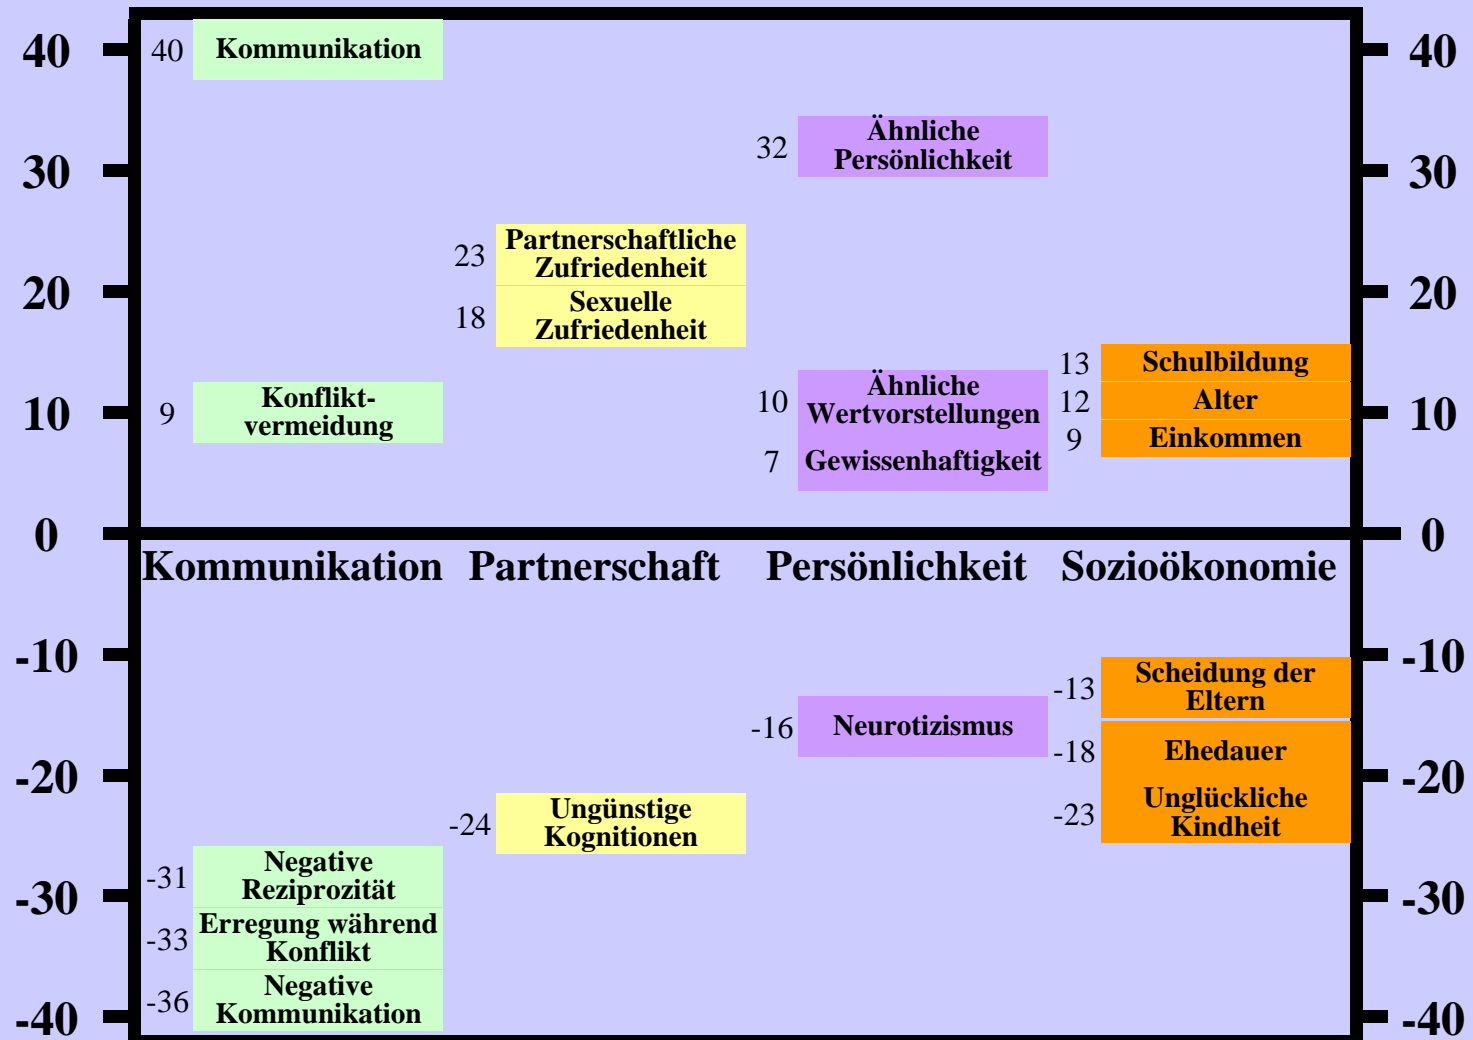 40 40 Kommunikation 40
32 Ähnliche
Persönlichkeit
30 30
23 Partnerschaftliche
Zufriedenheit
20 20
18 Sexuelle
Zufriedenheit
13 Schulbildung
9 Konflikt-
vermeidung
10 Ähnliche
Wertvorstellungen
12 Alter
10 10
9 Einkommen
7 Gewissenhaftigkeit
0 0
Kommunikation Partnerschaft Persönlichkeit Sozioökonomie
-10 -10
-13 Scheidung der
Eltern
-16 Neurotizismus
-18 Ehedauer
-20 -20
-24 Ungünstige
Kognitionen
-23 Unglückliche
Kindheit
-31 Negative
Reziprozität
-30 -30
-33 Erregung während
Konflikt
-36 Negative
Kommunikation
-40 -40